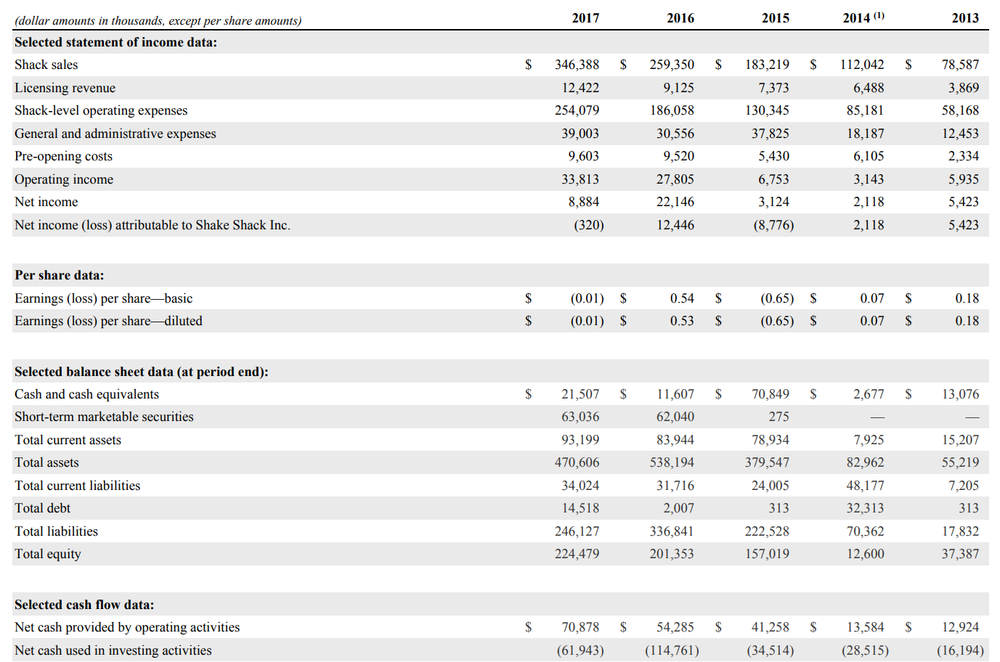 (dollar amounts in thousands, except per share amounts) 2017 2016 2015 2014 (1) 2013
Selected statement of income data:
Shack sales $ 346,388 $ 259,350 $ 183,219 $ 112,042 $ 78,587
Licensing revenue 12,422 9,125 7,373 6,488 3,869
Shack-level operating expenses 254,079 186,058 130,345 85,181 58,168
General and administrative expenses 39,003 30,556 37,825 18,187 12,453
Pre-opening costs 9,603 9,520 5,430 6,105 2,334
Operating income 33,813 27,805 6,753 3,143 5,935
Net income 8,884 22,146 3,124 2,118 5,423
Net income (loss) attributable to Shake Shack Inc. (320) 12,446 (8,776) 2,118 5,423
Per share data:
Earnings (loss) per share—basic $ (0.01) $ 0.54 $ (0.65) $ 0.07 $ 0.18
Earnings (loss) per share—diluted $ (0.01) $ 0.53 $ (0.65) $ 0.07 $ 0.18
Selected balance sheet data (at period end):
Cash and cash equivalents $ 21,507 $ 11,607 $ 70,849 $ 2,677 $ 13,076
Short-term marketable securities 63,036 62,040 275 — —
Total current assets 93,199 83,944 78,934 7,925 15,207
Total assets 470,606 538,194 379,547 82,962 55,219
Total current liabilities 34,024 31,716 24,005 48,177 7,205
Total debt 14,518 2,007 313 32,313 313
Total liabilities 246,127 336,841 222,528 70,362 17,832
Total equity 224,479 201,353 157,019 12,600 37,387
Selected cash flow data:
Net cash provided by operating activities $ 70,878 $ 54,285 $ 41,258 $ 13,584 $ 12,924
Net cash used in investing activities (61,943) (114,761) (34,514) (28,515) (16,194)